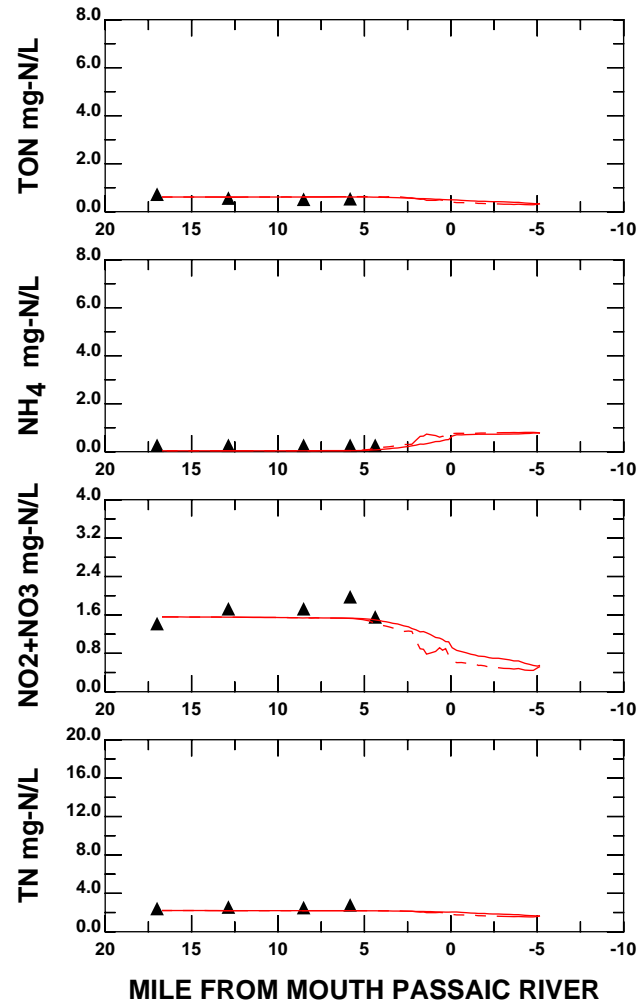 TON mg-N/L
8.0
6.0
4.0
2.0
0.0
20 15 10 5 0 -5 -10
NH4 mg-N/L
8.0
6.0
4.0
2.0
0.0
20 15 10 5 0 -5 -10
NO2+NO3 mg-N/L
4.0
3.2
2.4
1.6
0.8
0.0
20 15 10 5 0 -5 -10
TN mg-N/L
20.0
16.0
12.0
8.0
4.0
0.0
20 15 10 5 0 -5 -10
MILE FROM MOUTH PASSAIC RIVER